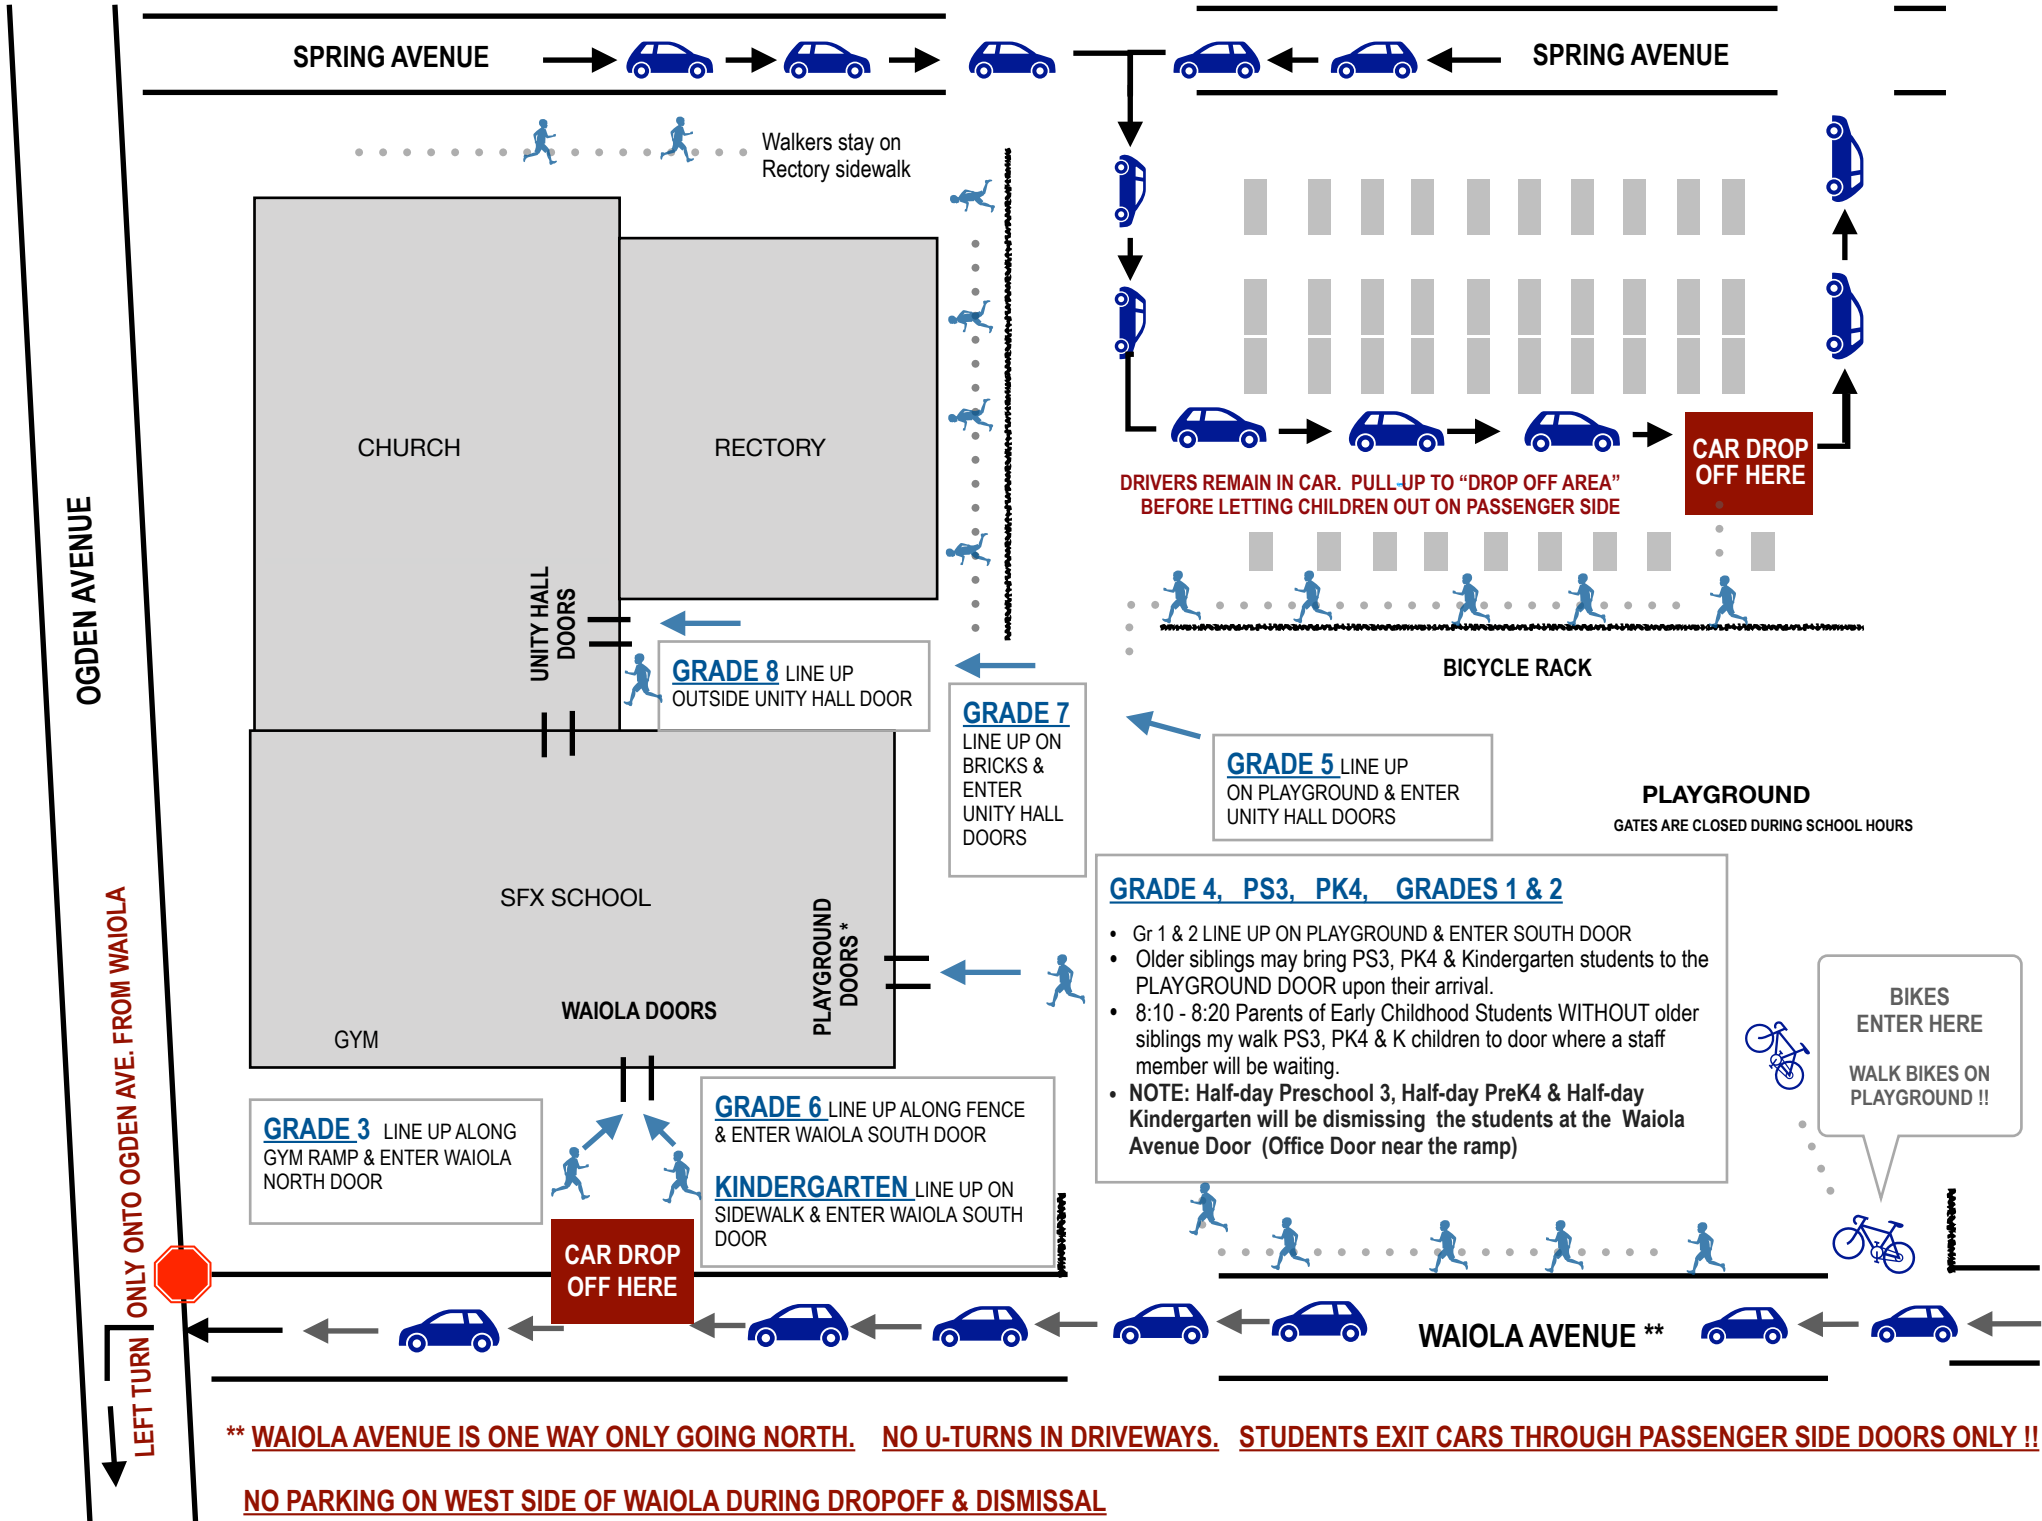 SPRING AVENUE
SPRING AVENUE
Walkers stay on
Rectory sidewalk
CHURCH
RECTORY
CAR DROP
OFF HERE
DRIVERS REMAIN IN CAR. PULL-UP TO “DROP OFF AREA”
BEFORE LETTING CHILDREN OUT ON PASSENGER SIDE
OGDEN AVENUE
UNITY HALL
DOORS
BICYCLE RACK
GRADE 8 LINE UP
OUTSIDE UNITY HALL DOOR
GRADE 7
LINE UP ON
BRICKS &
ENTER
UNITY HALL
DOORS
GRADE 5 LINE UP
ON PLAYGROUND & ENTER
UNITY HALL DOORS
PLAYGROUND
GATES ARE CLOSED DURING SCHOOL HOURS
SFX SCHOOL
PLAYGROUND
DOORS *
WAIOLA DOORS
GYM
GRADE 4, PS3, PK4, GRADES 1 & 2
• Gr 1 & 2 LINE UP ON PLAYGROUND & ENTER SOUTH DOOR
• Older siblings may bring PS3, PK4 & Kindergarten students to the
PLAYGROUND DOOR upon their arrival.
• 8:10 - 8:20 Parents of Early Childhood Students WITHOUT older
siblings my walk PS3, PK4 & K children to door where a staff
member will be waiting.
• NOTE: Half-day Preschool 3, Half-day PreK4 & Half-day
Kindergarten will be dismissing the students at the Waiola
Avenue Door (Office Door near the ramp)
BIKES
ENTER HERE
WALK BIKES ON
PLAYGROUND !!
GRADE 3 LINE UP ALONG
GYM RAMP & ENTER WAIOLA
NORTH DOOR
GRADE 6 LINE UP ALONG FENCE
& ENTER WAIOLA SOUTH DOOR
KINDERGARTEN LINE UP ON
SIDEWALK & ENTER WAIOLA SOUTH
DOOR
CAR DROP
OFF HERE
LEFT TURN ONLY ONTO OGDEN AVE. FROM WAIOLA
WAIOLA AVENUE **
** WAIOLA AVENUE IS ONE WAY ONLY GOING NORTH. NO U-TURNS IN DRIVEWAYS. STUDENTS EXIT CARS THROUGH PASSENGER SIDE DOORS ONLY !!
NO PARKING ON WEST SIDE OF WAIOLA DURING DROPOFF & DISMISSAL